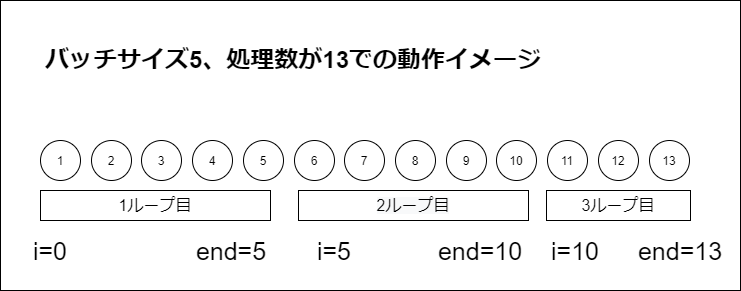 バッチサイズ5、処理数が13での動作イメージ
1 2 3 4 5 6 7 8 9 10 11 12 13
1ループ目 2ループ目 3ループ目
i=0 end=5 i=5 end=10 i=10 end=13